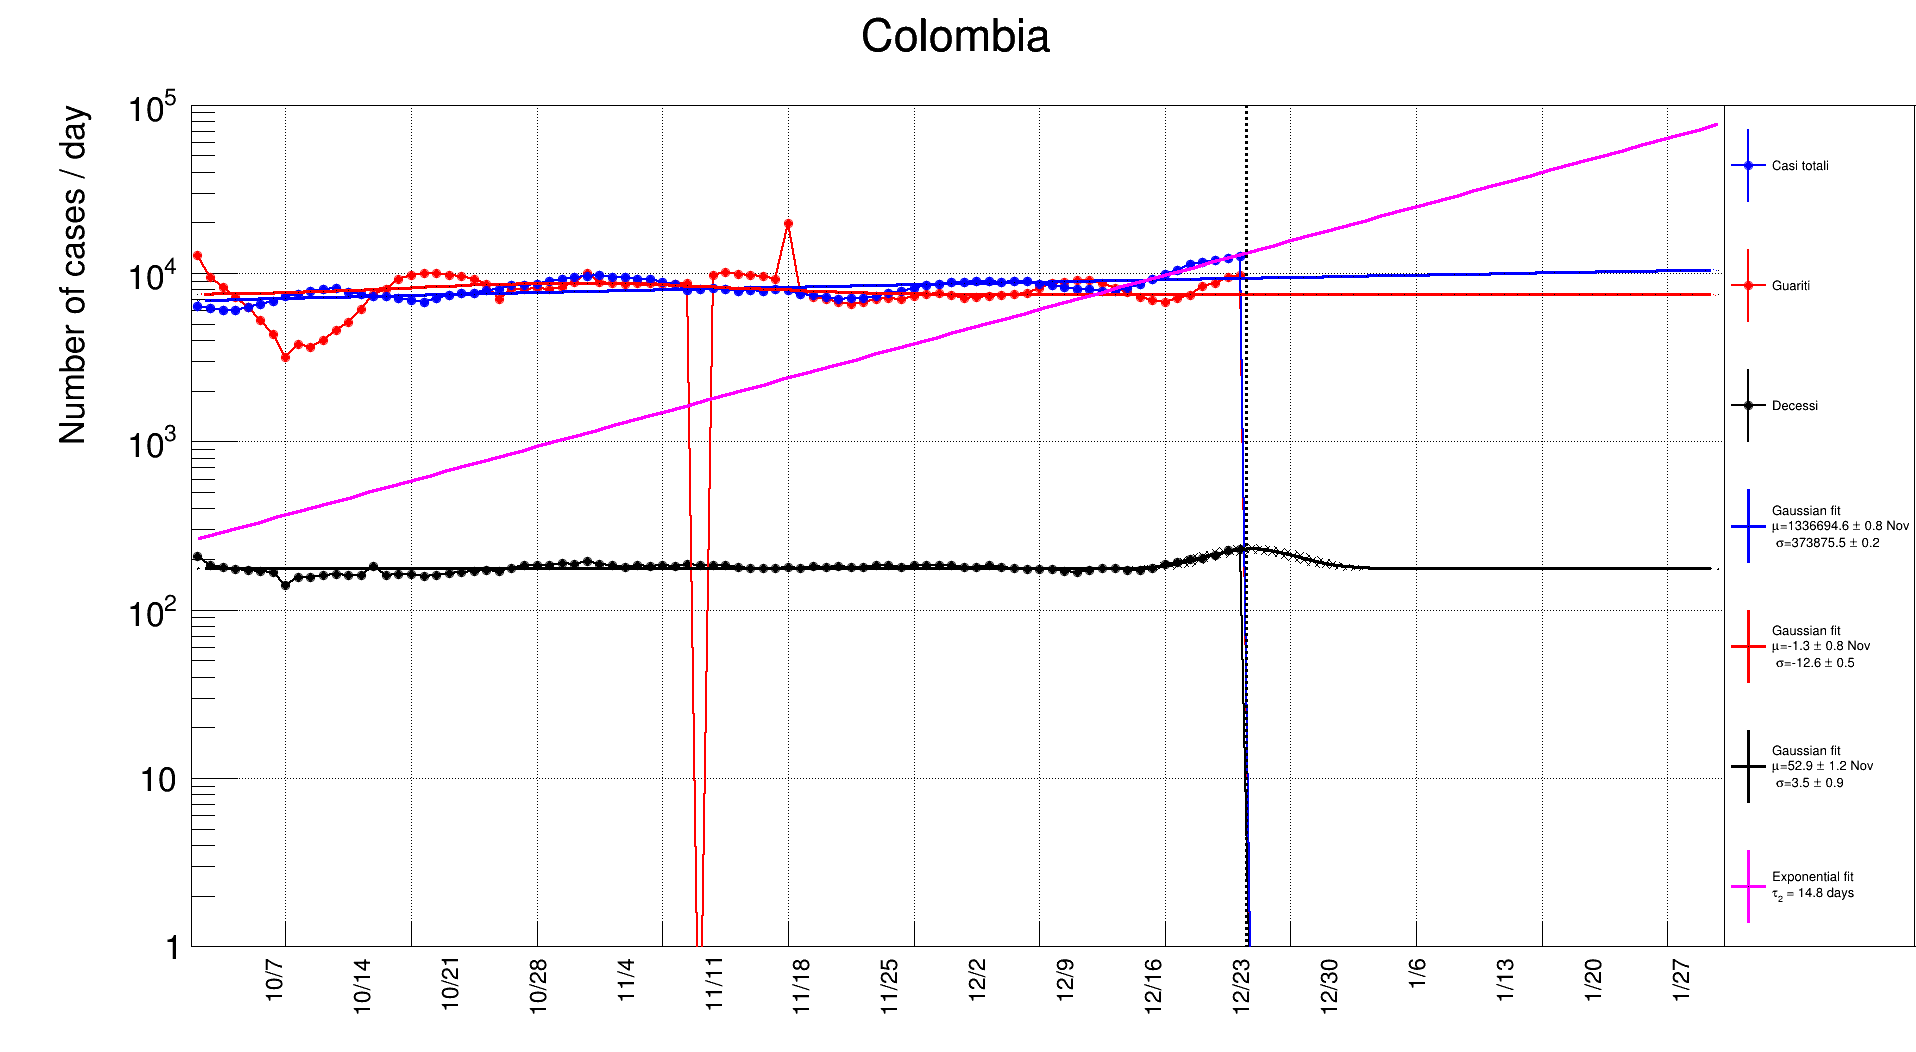 Colombia
Number of cases / day
10^5
10^4
10^3
10^2
10
1
10/7
10/14
10/21
10/28
11/4
11/11
11/18
11/25
12/2
12/9
12/16
12/23
12/30
1/6
1/13
1/20
1/27
Casi totali
Guariti
Decessi
Gaussian fit
μ=1336694.6 ± 0.8 Nov
σ=373875.5 ± 0.2
Gaussian fit
μ=-1.3 ± 0.8 Nov
σ=-12.6 ± 0.5
Gaussian fit
μ=52.9 ± 1.2 Nov
σ=3.5 ± 0.9
Exponential fit
τ₂ = 14.8 days